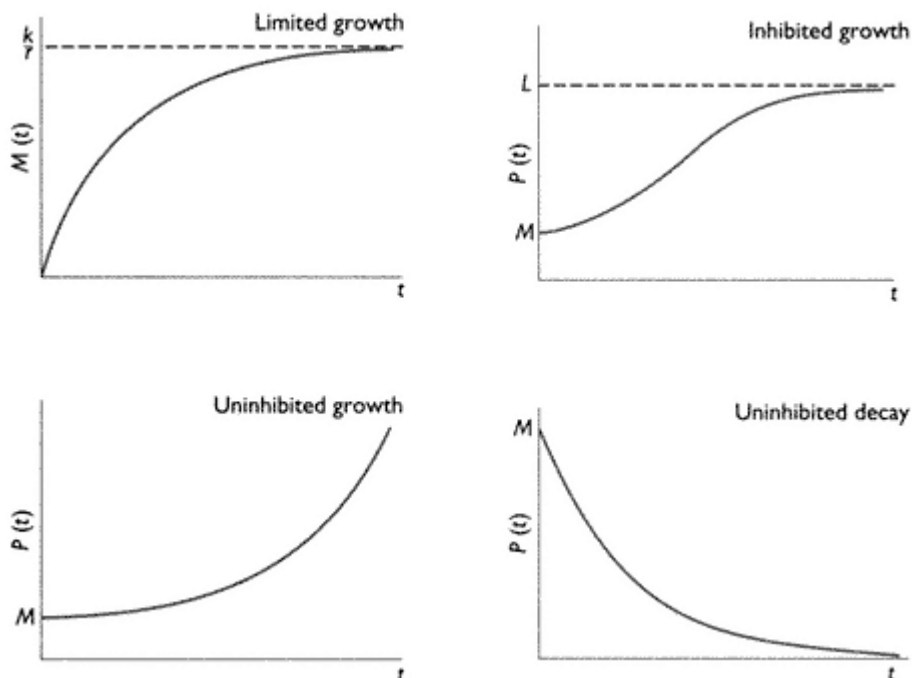 Limited growth
k
r
M (t)
t
Inhibited growth
L
P (t)
M
t
Uninhibited growth
P (t)
M
t
Uninhibited decay
M
P (t)
t